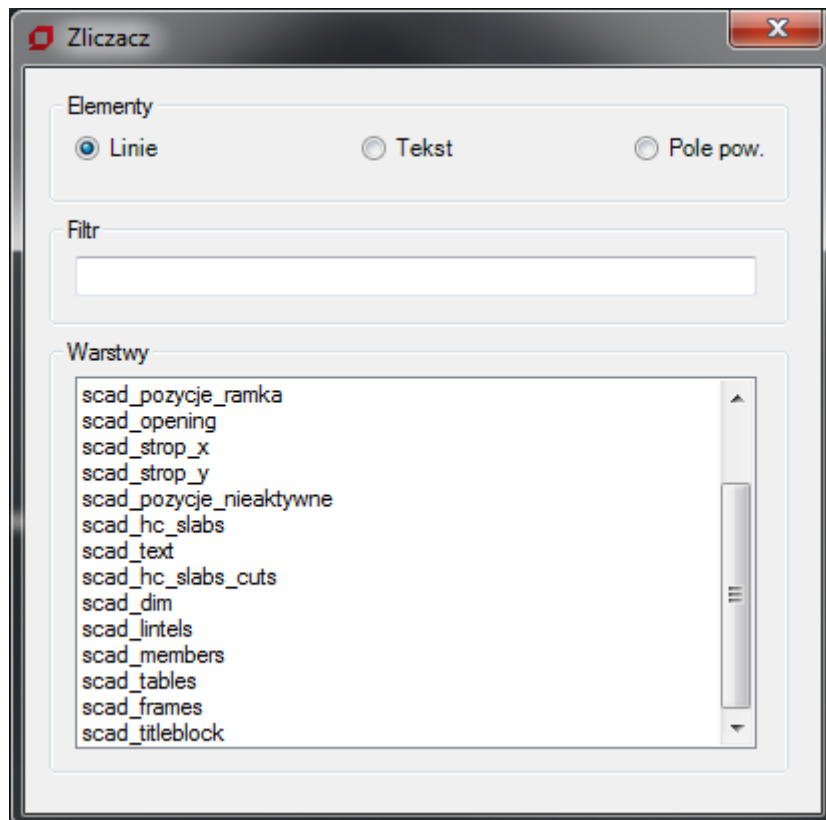 Zliczacz
Elementy
Linie Tekst Pole pow.
Filtr
Warstwy
scad_pozycje_ramka
scad_opening
scad_strop_x
scad_strop_y
scad_pozycje_nieaktywne
scad_hc_slabs
scad_text
scad_hc_slabs_cuts
scad_dim
scad_lintels
scad_members
scad_tables
scad_frames
scad_titleblock